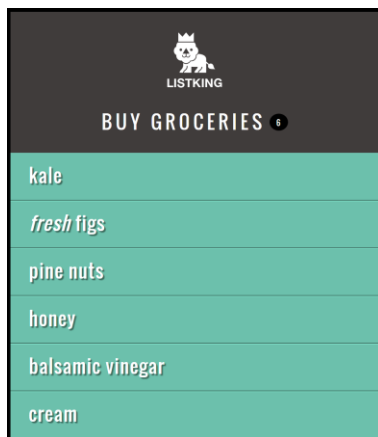 LISTKING
BUY GROCERIES 6
kale
fresh figs
pine nuts
honey
balsamic vinegar
cream